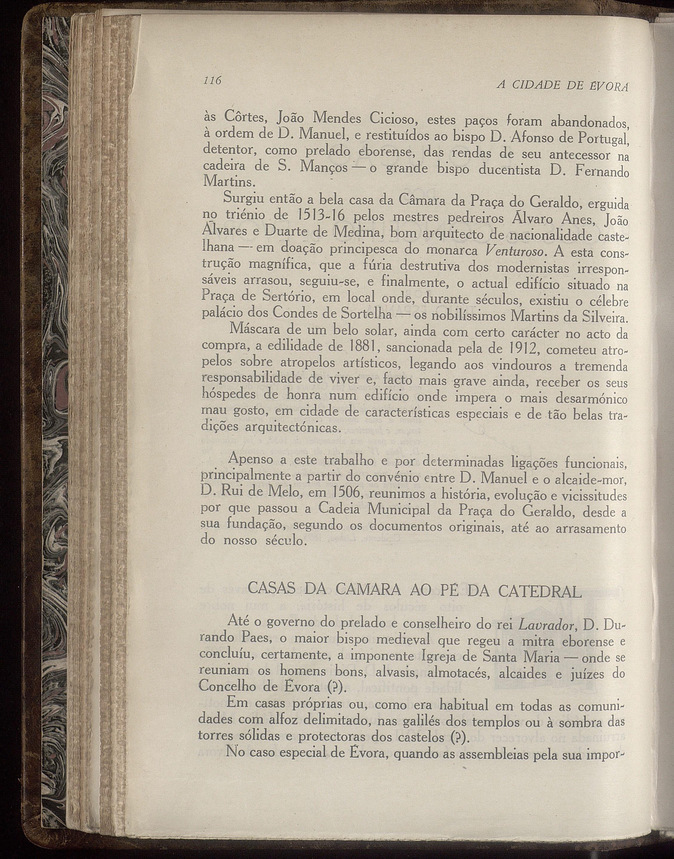 116
A CIDADE DE ÉVORA
às Côrtes, João Mendes Cicioso, estes paços foram abandonados,
à ordem de D. Manuel, e restituídos ao bispo D. Afonso de Portugal,
detentor, como prelado eborense, das rendas de seu antecessor na
cadeira de S. Manços — o grande bispo ducentista D. Fernando
Martins.
Surgiu então a bela casa da Câmara da Praça do Geraldo, erguida
no triénio de 1513-16 pelos mestres pedreiros Álvaro Anes, João
Álvares e Duarte de Medina, bom arquitecto de nacionalidade caste-
lhana — em doação principesca do monarca Venturoso. A esta cons-
trução magnífica, que a fúria destrutiva dos modernistas irrespon-
sáveis arrasou, seguiu-se, e finalmente, o actual edifício situado na
Praça de Sertório, em local onde, durante séculos, existiu o célebre
palácio dos Condes de Sortelha — os nobilíssimos Martins da Silveira.
Máscara de um belo solar, ainda com certo carácter no acto da
compra, a edilidade de 1881, sancionada pela de 1912, cometeu atro-
pelos sobre atropelos artísticos, legando aos vindouros a tremenda
responsabilidade de viver e, facto mais grave ainda, receber os seus
hóspedes de honra num edifício onde impera o mais desarmónico
mau gosto, em cidade de características especiais e de tão belas tra-
dições arquitectónicas.
Apenso a este trabalho e por determinadas ligações funcionais,
principalmente a partir do convénio entre D. Manuel e o alcaide-mor,
D. Rui de Melo, em 1506, reunimos a história, evolução e vicissitudes
por que passou a Cadeia Municipal da Praça do Geraldo, desde a
sua fundação, segundo os documentos originais, até ao arrasamento
do nosso século.
CASAS DA CAMARA AO PÉ DA CATEDRAL
Até o governo do prelado e conselheiro do rei Lavrador, D. Du-
rando Paes, o maior bispo medieval que regeu a mitra eborense e
concluíu, certamente, a imponente Igreja de Santa Maria — onde se
reuniam os homens bons, alvasis, almotacés, alcaides e juízes do
Concelho de Évora (?).
Em casas próprias ou, como era habitual em todas as comuni-
dades com alfoz delimitado, nas galilés dos templos ou à sombra das
torres sólidas e protectoras dos castelos (?).
No caso especial de Évora, quando as assembleias pela sua impor-